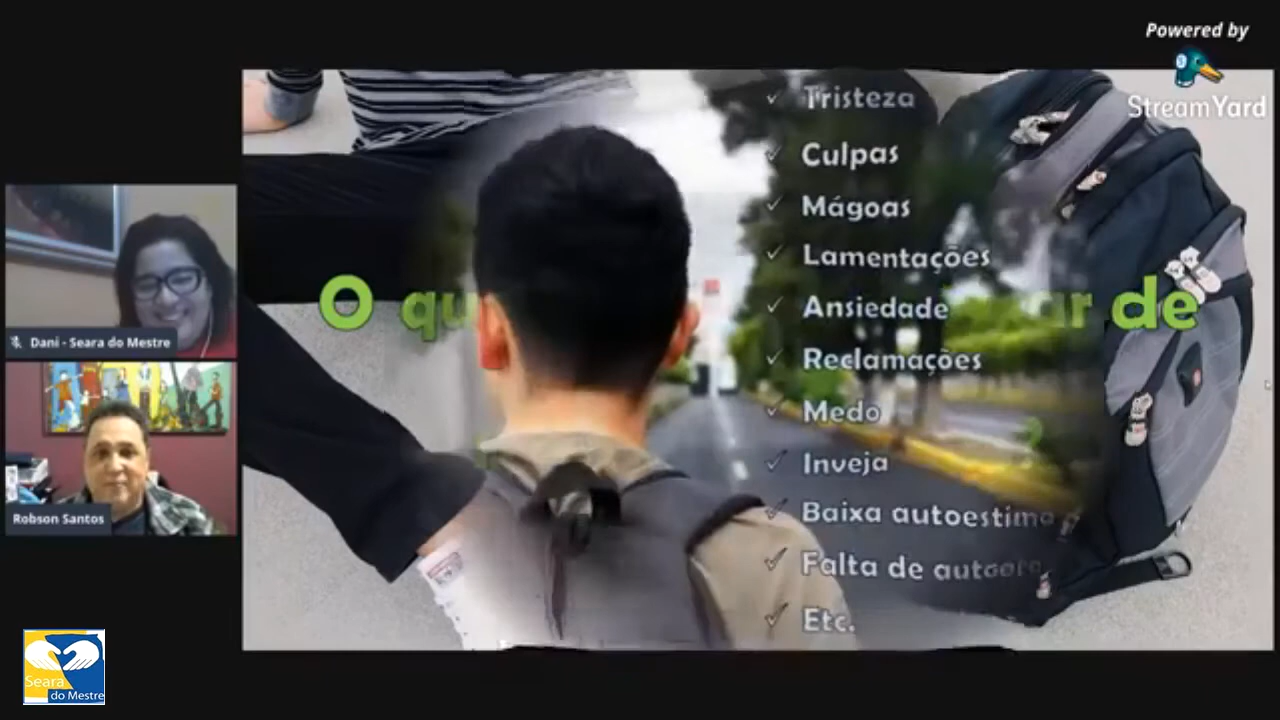 Powered by
StreamYard
Tristeza
Culpas
Mágoas
Lamentações
Ansiedade
Reclamações
Medo
Inveja
Baixa autoestima
Falta de
Etc.
O qu
ar de
Dani - Seara do Mestre
Robson Santos
Seara
do Mestre